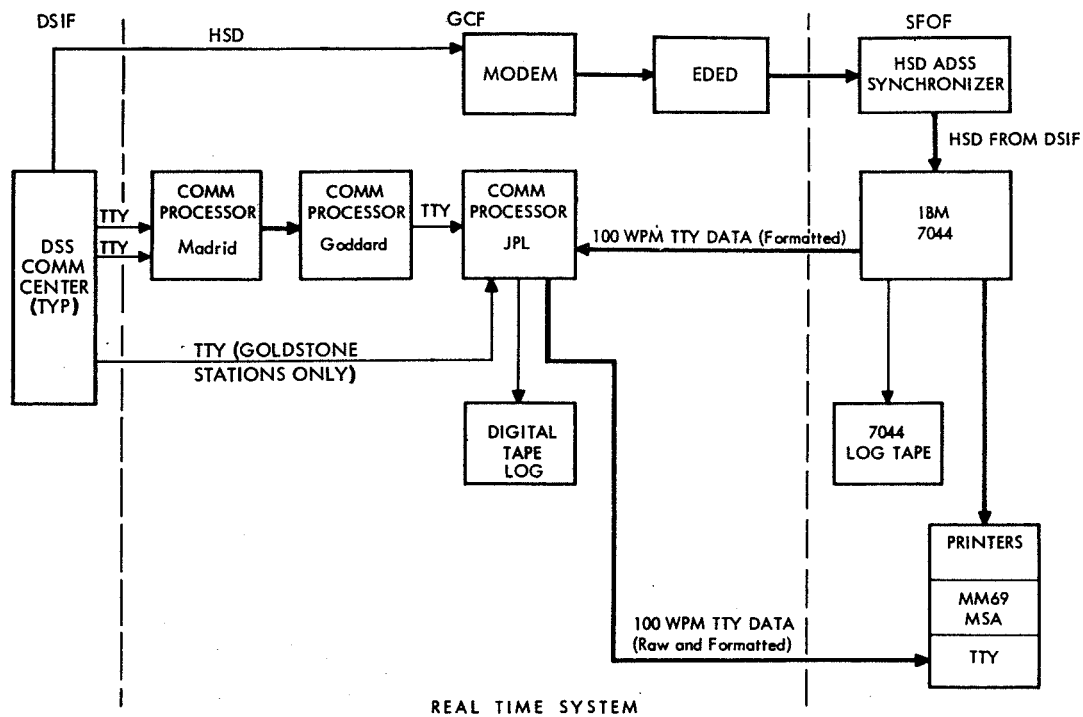 DSIF
GCF
SFOF
HSD
MODEM
EDED
HSD ADSS
SYNCHRONIZER
HSD FROM DSIF
DSS
COMM
CENTER
(TYP)
TTY
TTY
COMM
PROCESSOR
Madrid
COMM
PROCESSOR
Goddard
TTY
COMM
PROCESSOR
JPL
100 WPM TTY DATA (Formatted)
IBM
7044
TTY (GOLDSTONE
STATIONS ONLY)
DIGITAL
TAPE
LOG
7044
LOG TAPE
PRINTERS
MM69
MSA
TTY
100 WPM TTY DATA
(Raw and Formatted)
REAL TIME SYSTEM